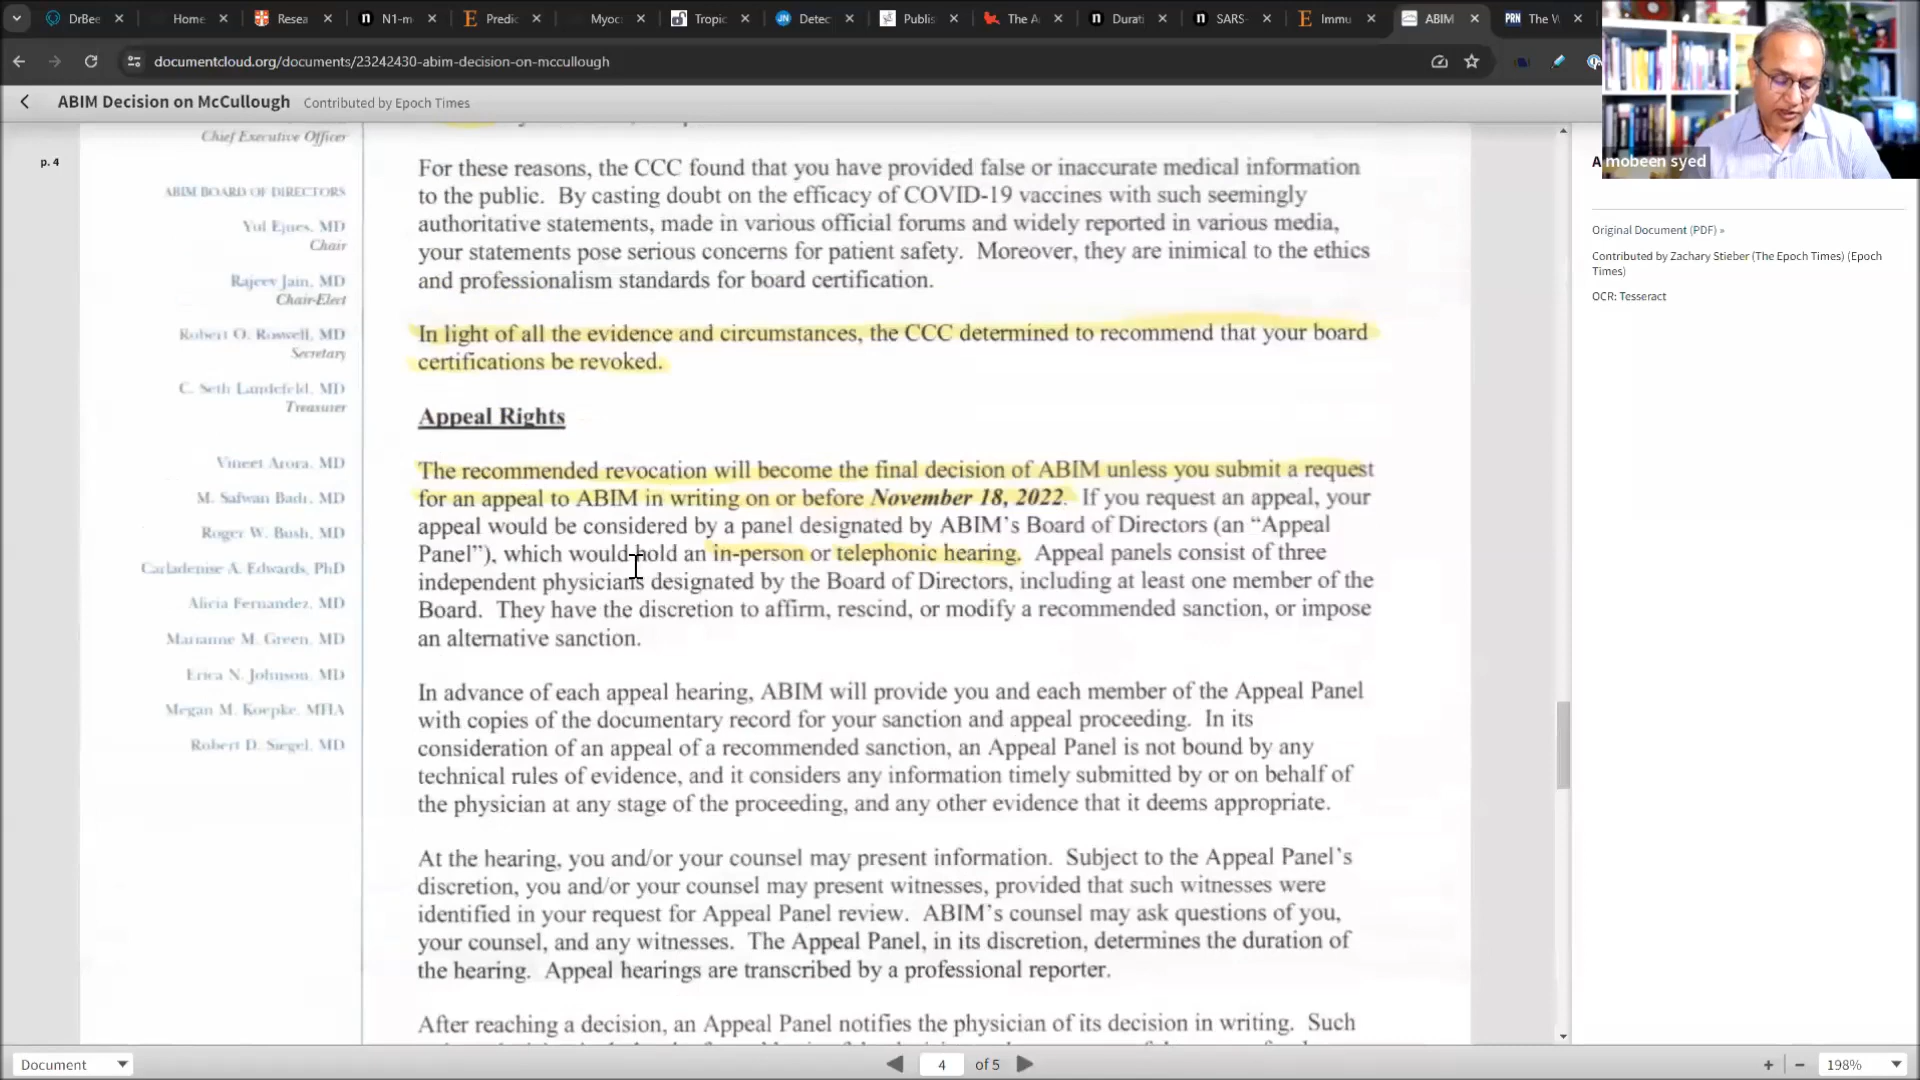 DrBee
Home
Resea
N1-m
Predic
Myoc
Tropic
Detec
Publis
The A
Durati
SARS-
Immu
ABIM
PRN
The W
documentcloud.org/documents/23242430-abim-decision-on-mccullough
ABIM Decision on McCullough Contributed by Epoch Times
mobeen syed
p. 4
Chief Executive Officer
ABIM BOARD OF DIRECTORS
Yul Ejnes, MD
Chair
Rajeev Jain, MD
Chair-Elect
Robert O. Roswell, MD
Secretary
C. Seth Landefeld, MD
Treasurer
Vineet Arora, MD
M. Safwan Badr, MD
Roger W. Bush, MD
Carladenise A. Edwards, PhD
Alicia Fernandez, MD
Marianne M. Green, MD
Erica N. Johnson, MD
Megan M. Koepke, MHA
Robert D. Siegel, MD
For these reasons, the CCC found that you have provided false or inaccurate medical information
to the public. By casting doubt on the efficacy of COVID-19 vaccines with such seemingly
authoritative statements, made in various official forums and widely reported in various media,
your statements pose serious concerns for patient safety. Moreover, they are inimical to the ethics
and professionalism standards for board certification.
In light of all the evidence and circumstances, the CCC determined to recommend that your board
certifications be revoked.
Appeal Rights
The recommended revocation will become the final decision of ABIM unless you submit a request
for an appeal to ABIM in writing on or before November 18, 2022. If you request an appeal, your
appeal would be considered by a panel designated by ABIM's Board of Directors (an “Appeal
Panel”), which would hold an in-person or telephonic hearing. Appeal panels consist of three
independent physicians designated by the Board of Directors, including at least one member of the
Board. They have the discretion to affirm, rescind, or modify a recommended sanction, or impose
an alternative sanction.
In advance of each appeal hearing, ABIM will provide you and each member of the Appeal Panel
with copies of the documentary record for your sanction and appeal proceeding. In its
consideration of an appeal of a recommended sanction, an Appeal Panel is not bound by any
technical rules of evidence, and it considers any information timely submitted by or on behalf of
the physician at any stage of the proceeding, and any other evidence that it deems appropriate.
At the hearing, you and/or your counsel may present information. Subject to the Appeal Panel's
discretion, you and/or your counsel may present witnesses, provided that such witnesses were
identified in your request for Appeal Panel review. ABIM's counsel may ask questions of you,
your counsel, and any witnesses. The Appeal Panel, in its discretion, determines the duration of
the hearing. Appeal hearings are transcribed by a professional reporter.
After reaching a decision, an Appeal Panel notifies the physician of its decision in writing. Such
Original Document (PDF) »
Contributed by Zachary Stieber (The Epoch Times) (Epoch
Times)
OCR: Tesseract
Document
4 of 5
198%